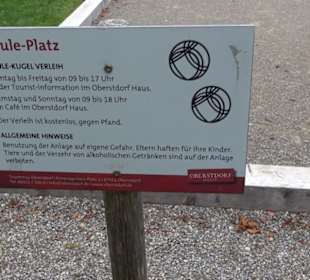 ule-Platz
LE-KUGEL VERLEIH
ntag bis Freitag von 09 bis 17 Uhr
der Tourist-Information im Oberstdorf Haus.
mstag und Sonntag von 09 bis 18 Uhr
m Café im Oberstdorf Haus.
Der Verleih ist kostenlos, gegen Pfand.
ALLGEMEINE HINWEISE
Benutzung der Anlage auf eigene Gefahr. Eltern haften für ihre Kinder.
Tiere und der Verzehr von alkoholischen Getränken sind auf der Anlage
verboten.
OBERSTDORF